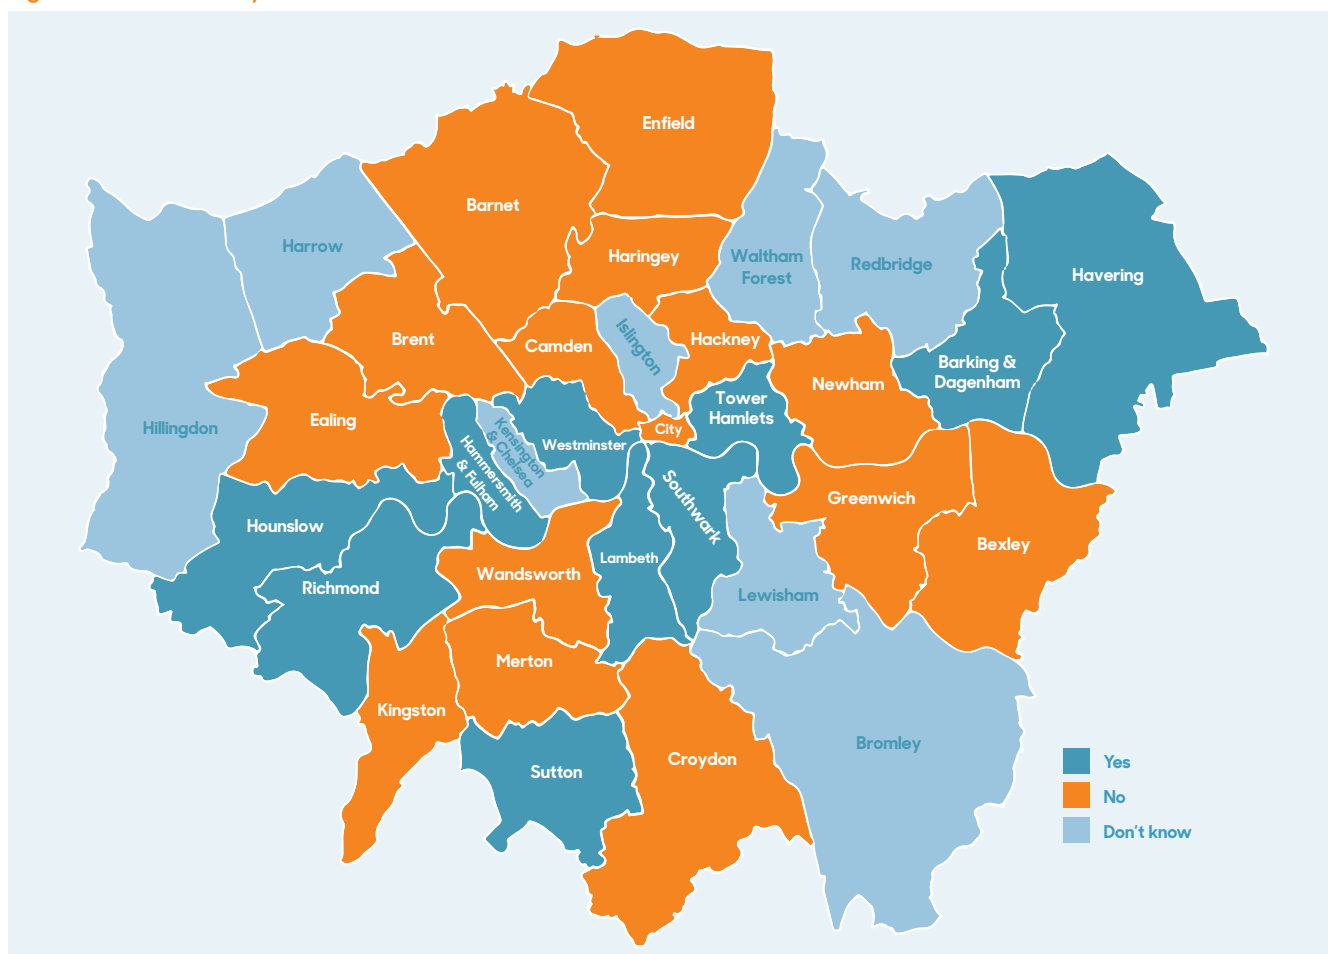 Enfield
Barnet
Harrow
Haringey
Waltham
Forest
Redbridge
Havering
Brent
Camden
Islington
Hackney
Barking &
Dagenham
Newham
Tower
Hamlets
Ealing
Hillingdon
City
Westminster
Kensington
& Chelsea
Hammersmith
& Fulham
Southwark
Greenwich
Hounslow
Bexley
Lambeth
Wandsworth
Richmond
Lewisham
Merton
Kingston
Bromley
Croydon
Sutton
Yes
No
Don't know